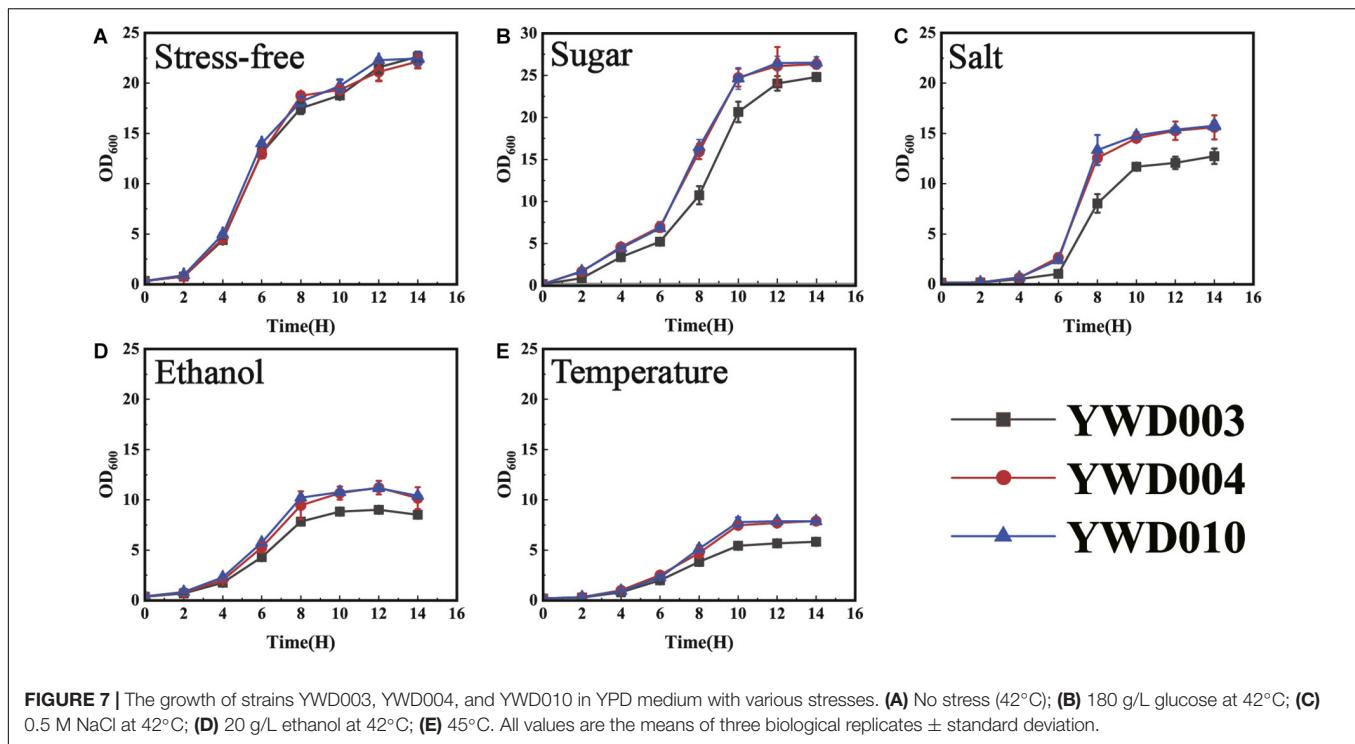 A
Stress-free
25
20
15
10
5
0
OD600
0 2 4 6 8 10 12 14 16
Time(H)
B
Sugar
30
25
20
15
10
5
0
OD600
0 2 4 6 8 10 12 14 16
Time(H)
C
Salt
25
20
15
10
5
0
OD600
0 2 4 6 8 10 12 14 16
Time(H)
D
Ethanol
25
20
15
10
5
0
OD600
0 2 4 6 8 10 12 14 16
Time(H)
E
Temperature
25
20
15
10
5
0
OD600
0 2 4 6 8 10 12 14 16
Time(H)
YWD003
YWD004
YWD010
FIGURE 7 | The growth of strains YWD003, YWD004, and YWD010 in YPD medium with various stresses. (A) No stress (42°C); (B) 180 g/L glucose at 42°C; (C)
0.5 M NaCl at 42°C; (D) 20 g/L ethanol at 42°C; (E) 45°C. All values are the means of three biological replicates ± standard deviation.